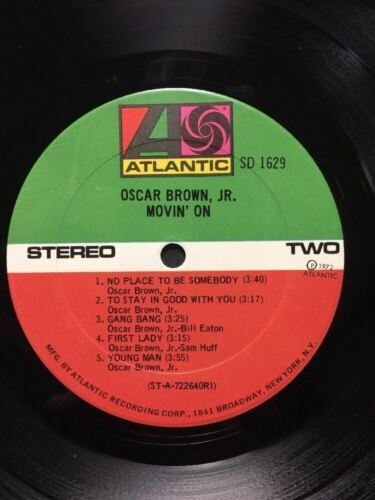 ATLANTIC
SD 1629
OSCAR BROWN, JR.
MOVIN' ON
STEREO
TWO
℗ 1972
ATLANTIC
1. NO PLACE TO BE SOMEBODY (3:40)
Oscar Brown, Jr.
2. TO STAY IN GOOD WITH YOU (3:17)
Oscar Brown, Jr.
3. GANG BANG (3:25)
Oscar Brown, Jr.-Bill Eaton
4. FIRST LADY (3:15)
Oscar Brown, Jr.-Sam Huff
5. YOUNG MAN (3:55)
Oscar Brown, Jr.
(ST-A-722640RI)
MFG. BY ATLANTIC RECORDING CORP., 1841 BROADWAY, NEW YORK, N.Y.